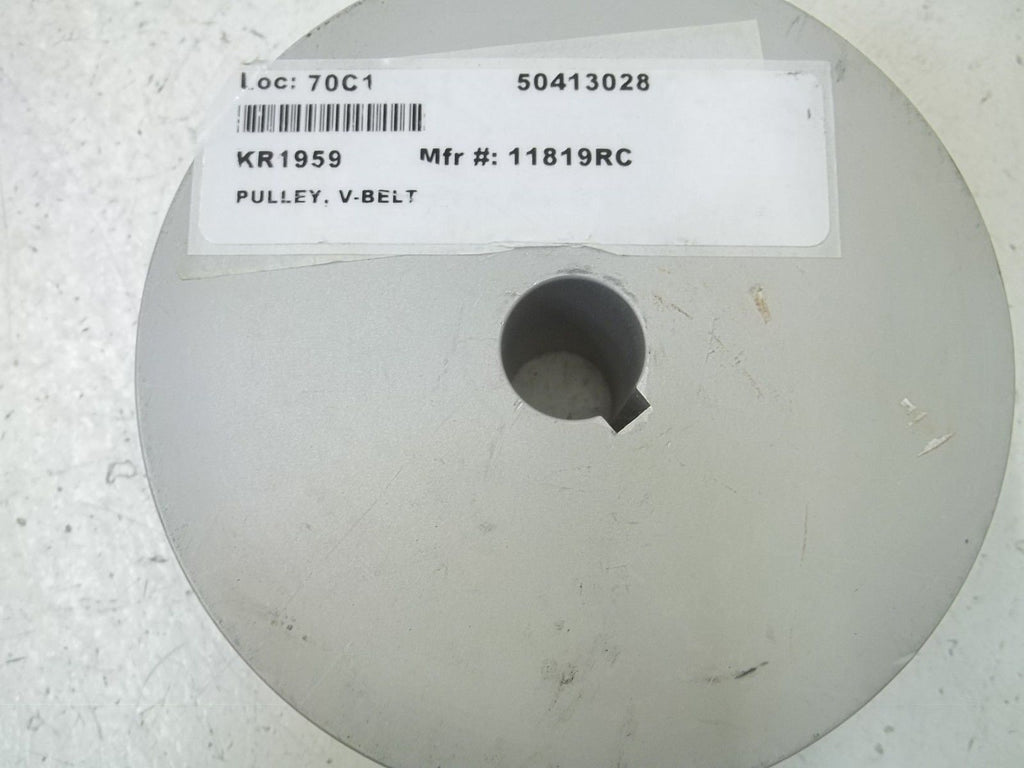 Loc: 70C1 50413028
KR1959 Mfr #: 11819RC
PULLEY, V-BELT